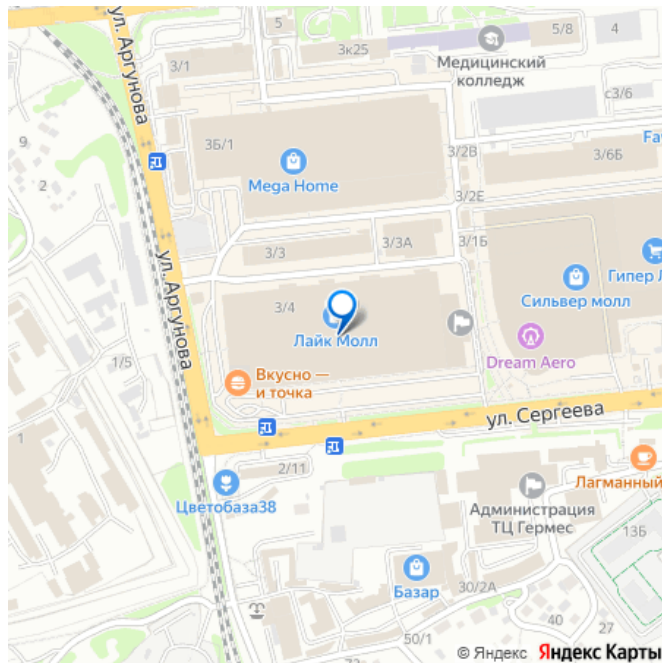 ул. Аргунова
5
5/8
4
3/1
3к25
Медицинский
колледж
с3/6
9
3Б/1
3/2В
Fa
3/6Б
2
Mega Home
3/2Е
3/3
3/3А
3/1Б
ул. Аргунова
Гипер Л
3/4
Сильвер молл
Лайк Молл
1/5
Dream Aero
Вкусно —
и точка
ул. Сергеева
1
2/11
Лагманный
Цветобаза38
Администрация
ТЦ Гермес
13Б
Базар
30/2А
40
27
50/1
© Яндекс Яндекс Карты